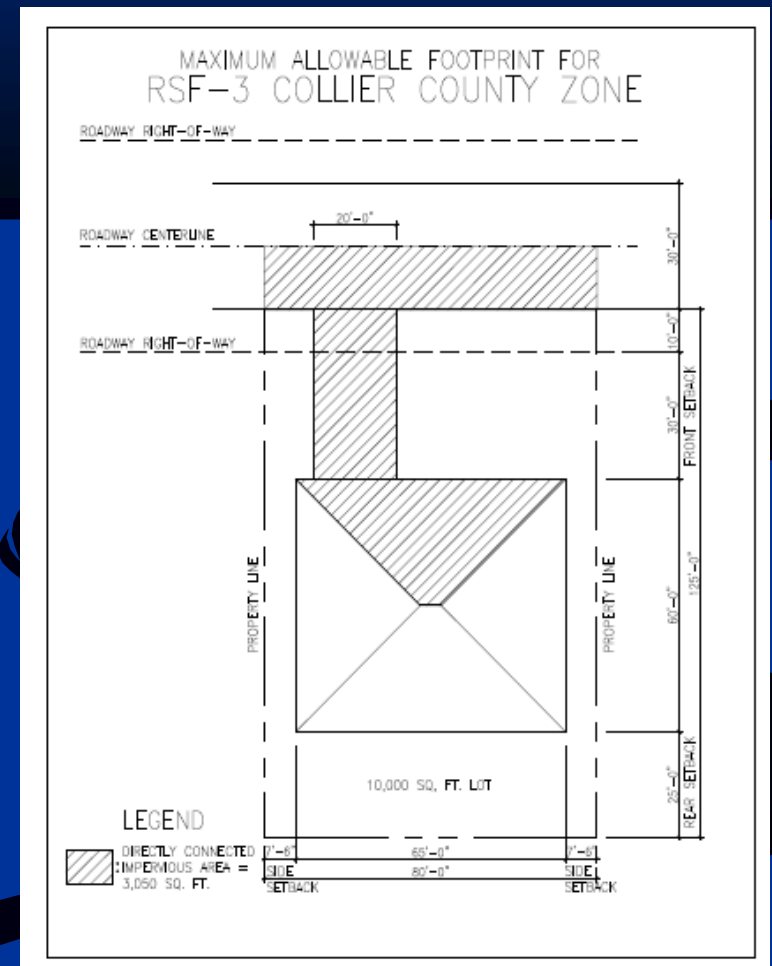 MAXIMUM ALLOWABLE FOOTPRINT FOR
RSF-3 COLLIER COUNTY ZONE
ROADWAY RIGHT-OF-WAY
20'-0"
ROADWAY CENTERLINE
30'-0"
ROADWAY RIGHT-OF-WAY
10'-0"
30'-0"
FRONT SETBACK
PROPERTY LINE
PROPERTY LINE
60'-0"
125'-0"
10,000 SQ. FT. LOT
25'-0"
REAR SETBACK
LEGEND
DIRECTLY CONNECTED
IMPERVIOUS AREA =
3,050 SQ. FT.
7'-6"
65'-0"
7'-6"
SIDE
SETBACK
80'-0"
SIDE
SETBACK